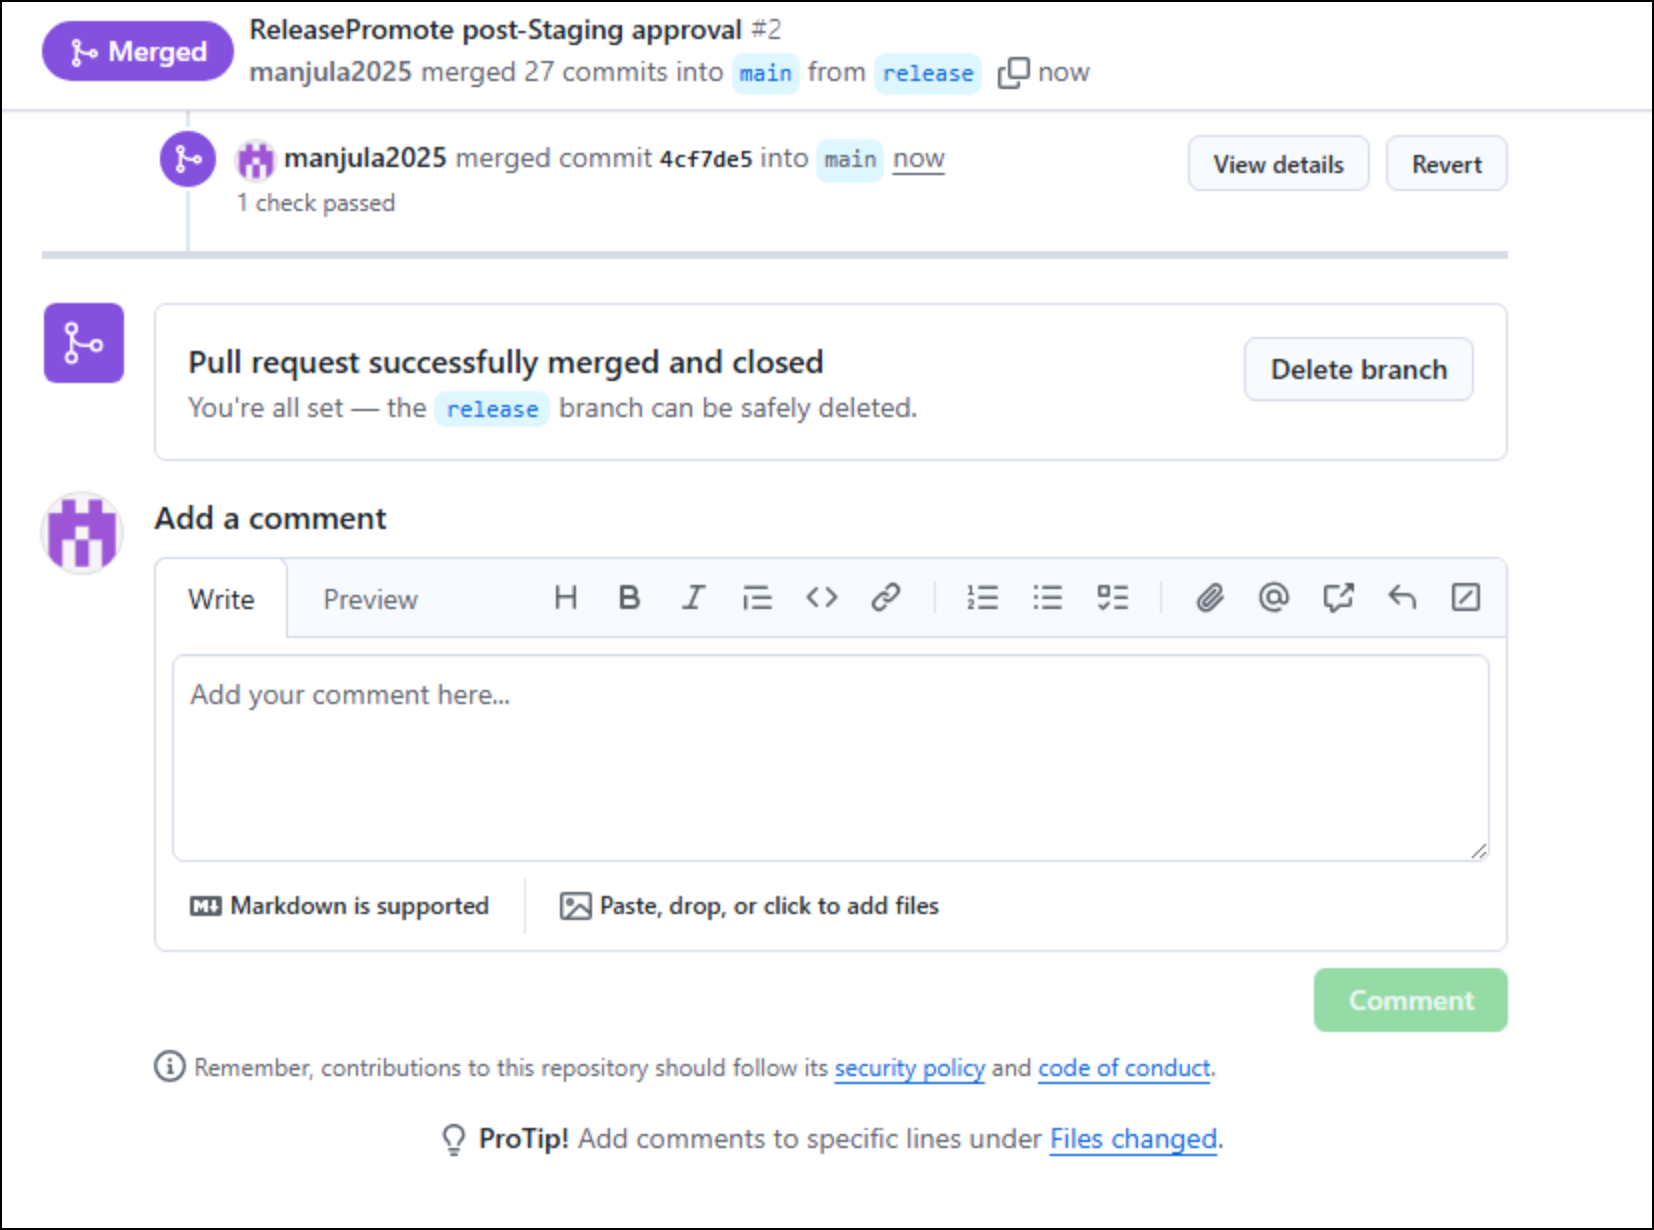 Merged
ReleasePromote post-Staging approval #2
manjula2025 merged 27 commits into main from release now
manjula2025 merged commit 4cf7de5 into main now
View details
Revert
1 check passed
Pull request successfully merged and closed
You're all set — the release branch can be safely deleted.
Delete branch
Add a comment
Write
Preview
Add your comment here...
Markdown is supported
Paste, drop, or click to add files
Comment
Remember, contributions to this repository should follow its security policy and code of conduct.
ProTip! Add comments to specific lines under Files changed.